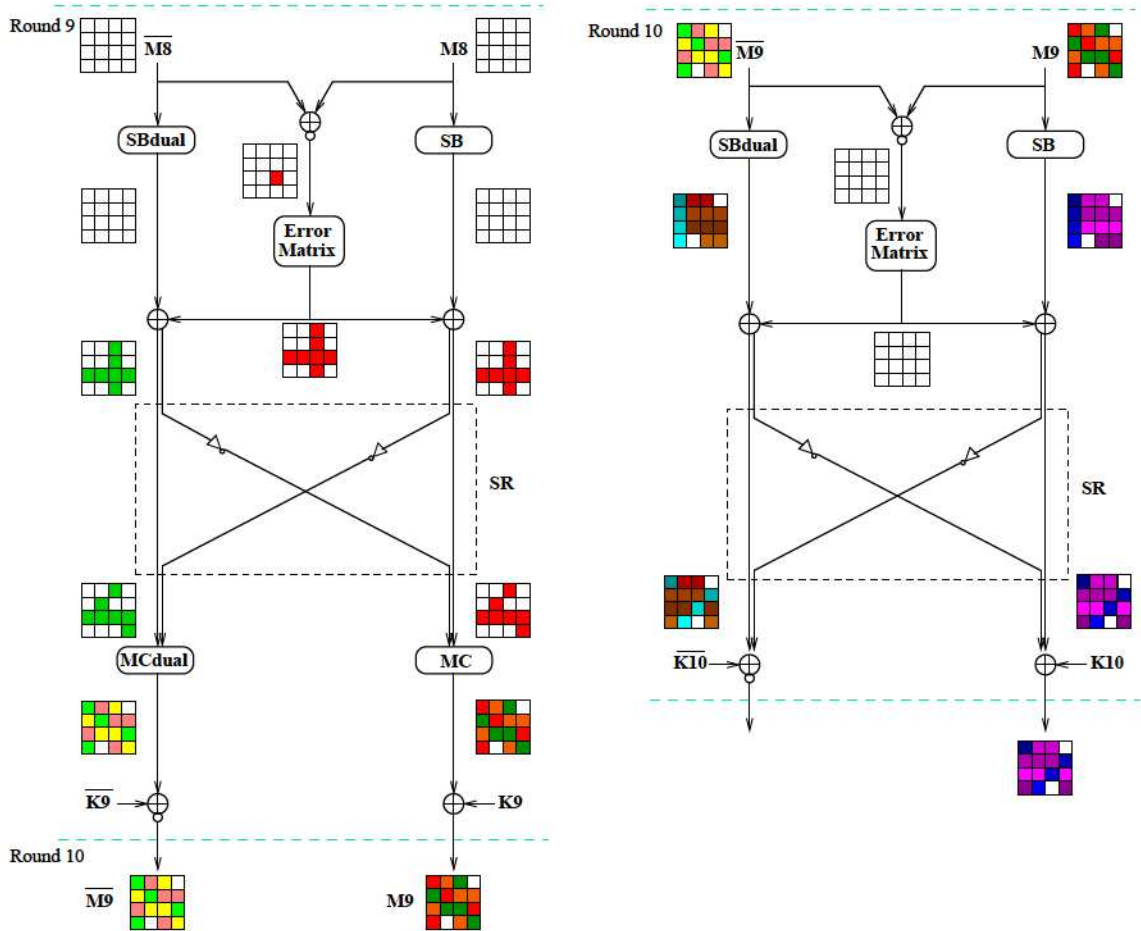 Round 9
M8
M8
SBdual
SB
Error
Matrix
SR
MCdual
MC
K9
K9
Round 10
M9
M9
Round 10
M9
M9
SBdual
SB
Error
Matrix
SR
K10
K10